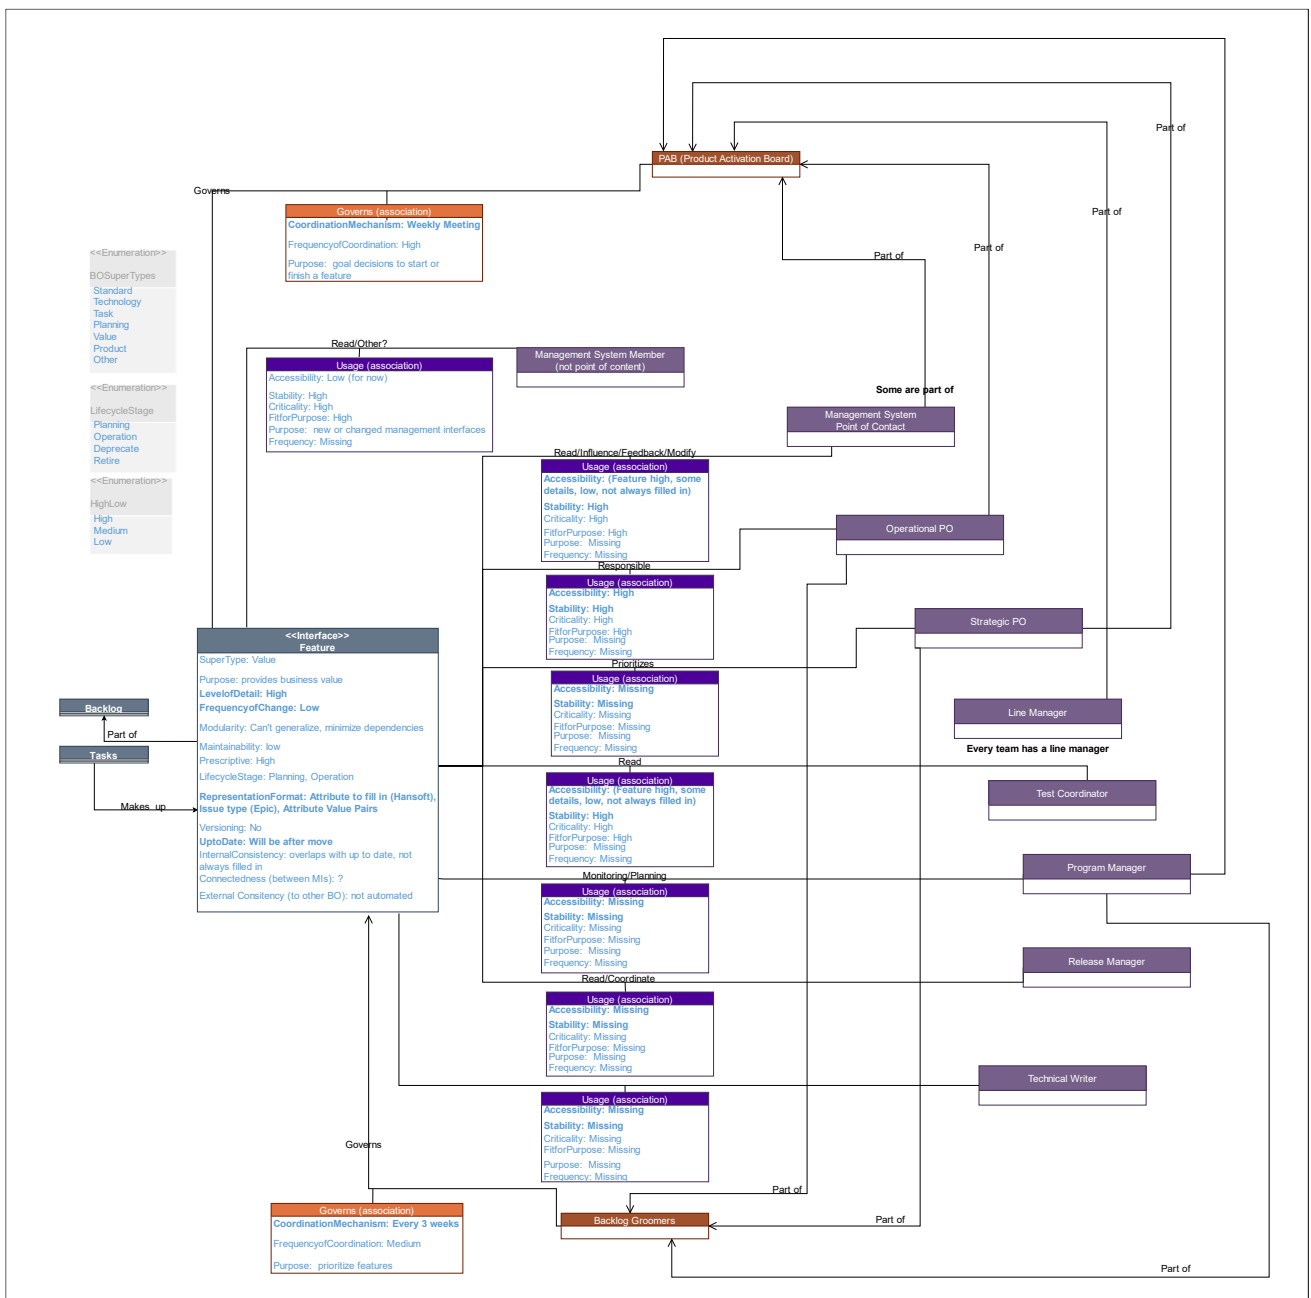 Part of
PAB (Product Activation Board)
Governs
Governs (association)
CoordinationMechanism: Weekly Meeting
FrequencyofCoordination: High
Purpose:  goal decisions to start or
finish a feature
Part of
Part of
Part of
<<Enumeration>>
BOSuperTypes
Standard
Technology
Task
Planning
Value
Product
Other
<<Enumeration>>
LifecycleStage
Planning
Operation
Deprecate
Retire
<<Enumeration>>
HighLow
High
Medium
Low
Read/Other?
Usage (association)
Accessibility: Low (for now)
Stability: High
Criticality: High
FitforPurpose: High
Purpose:  new or changed management interfaces
Frequency: Missing
Management System Member
(not point of content)
Some are part of
Management System
Point of Contact
Read/Influence/Feedback/Modify
Usage (association)
Accessibility: (Feature high, some
details, low, not always filled in)
Stability: High
Criticality: High
FitforPurpose: High
Purpose:  Missing
Frequency: Missing
Operational PO
Responsible
Usage (association)
Accessibility: High
Stability: High
Criticality: High
FitforPurpose: High
Purpose:  Missing
Frequency: Missing
Strategic PO
Prioritizes
Usage (association)
Accessibility: Missing
Stability: Missing
Criticality: Missing
FitforPurpose: Missing
Purpose:  Missing
Frequency: Missing
Line Manager
Every team has a line manager
<<Interface>>
Feature
SuperType: Value
Purpose: provides business value
LevelofDetail: High
FrequencyofChange: Low
Modularity: Can't generalize, minimize dependencies
Maintainability: low
Prescriptive: High
LifecycleStage: Planning, Operation
RepresentationFormat: Attribute to fill in (Hansoft),
Issue type (Epic), Attribute Value Pairs
Versioning: No
UptoDate: Will be after move
InternalConsistency: overlaps with up to date, not
always filled in
Connectedness (between MIs): ?
External Consitency (to other BO): not automated
Backlog
Part of
Tasks
Makes  up
Read
Usage (association)
Accessibility: (Feature high, some
details, low, not always filled in)
Stability: High
Criticality: High
FitforPurpose: High
Purpose:  Missing
Frequency: Missing
Test Coordinator
Monitoring/Planning
Usage (association)
Accessibility: Missing
Stability: Missing
Criticality: Missing
FitforPurpose: Missing
Purpose:  Missing
Frequency: Missing
Program Manager
Read/Coordinate
Usage (association)
Accessibility: Missing
Stability: Missing
Criticality: Missing
FitforPurpose: Missing
Purpose:  Missing
Frequency: Missing
Release Manager
Technical Writer
Usage (association)
Accessibility: Missing
Stability: Missing
Criticality: Missing
FitforPurpose: Missing
Purpose:  Missing
Frequency: Missing
Governs
Governs (association)
CoordinationMechanism: Every 3 weeks
FrequencyofCoordination: Medium
Purpose:  prioritize features
Part of
Backlog Groomers
Part of
Part of